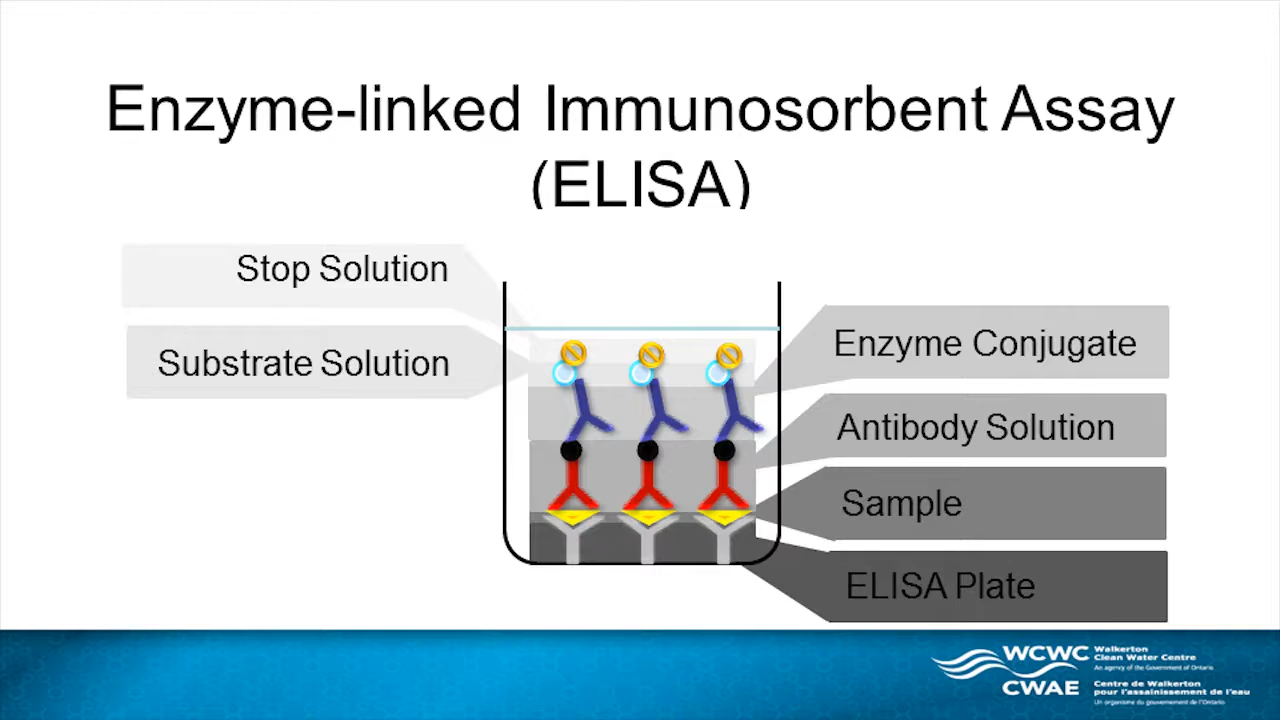 Enzyme-linked Immunosorbent Assay
(ELISA)
Stop Solution
Substrate Solution
Enzyme Conjugate
Antibody Solution
Sample
ELISA Plate
WCWC
CWAE
Walkerton
Clean Water Centre
An agency of the Government of Ontario
Centre de Walkerton
pour l'assainissement de l'eau
Un organisme du gouvernement de l'Ontario